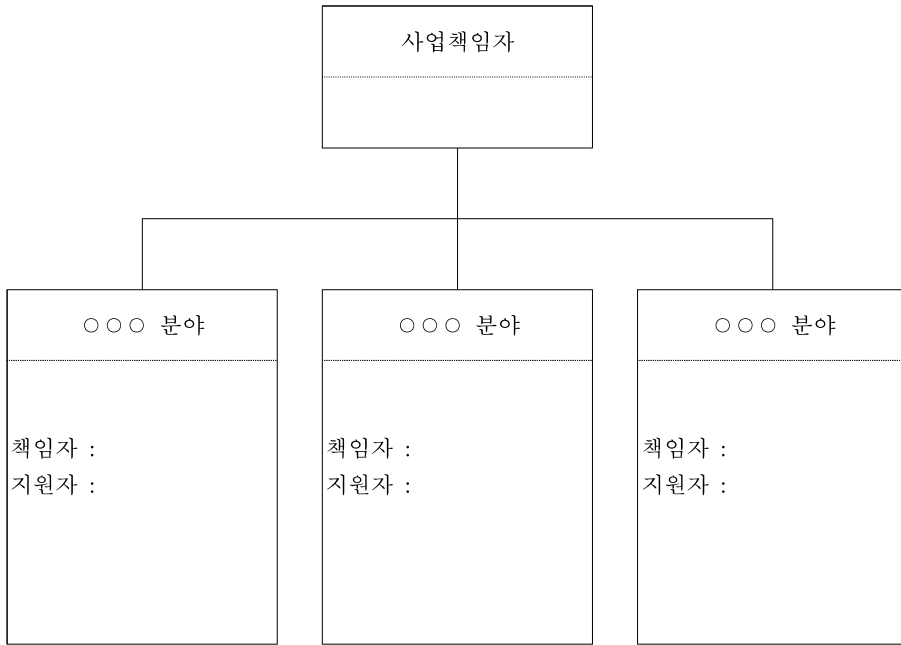 사업책임자
○○○ 분야
책임자 :
지원자 :
○○○ 분야
책임자 :
지원자 :
○○○ 분야
책임자 :
지원자 :